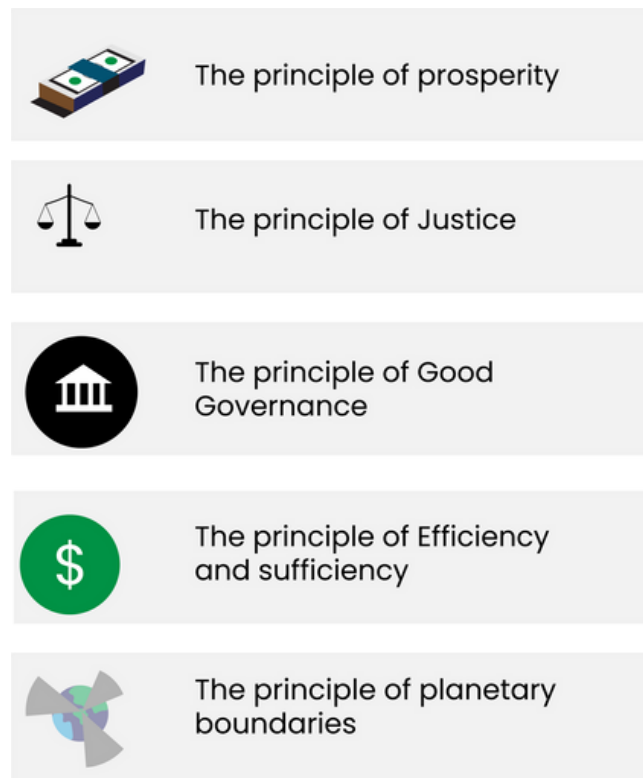 The principle of prosperity
The principle of Justice
The principle of Good
Governance
$
The principle of Efficiency
and sufficiency
The principle of planetary
boundaries